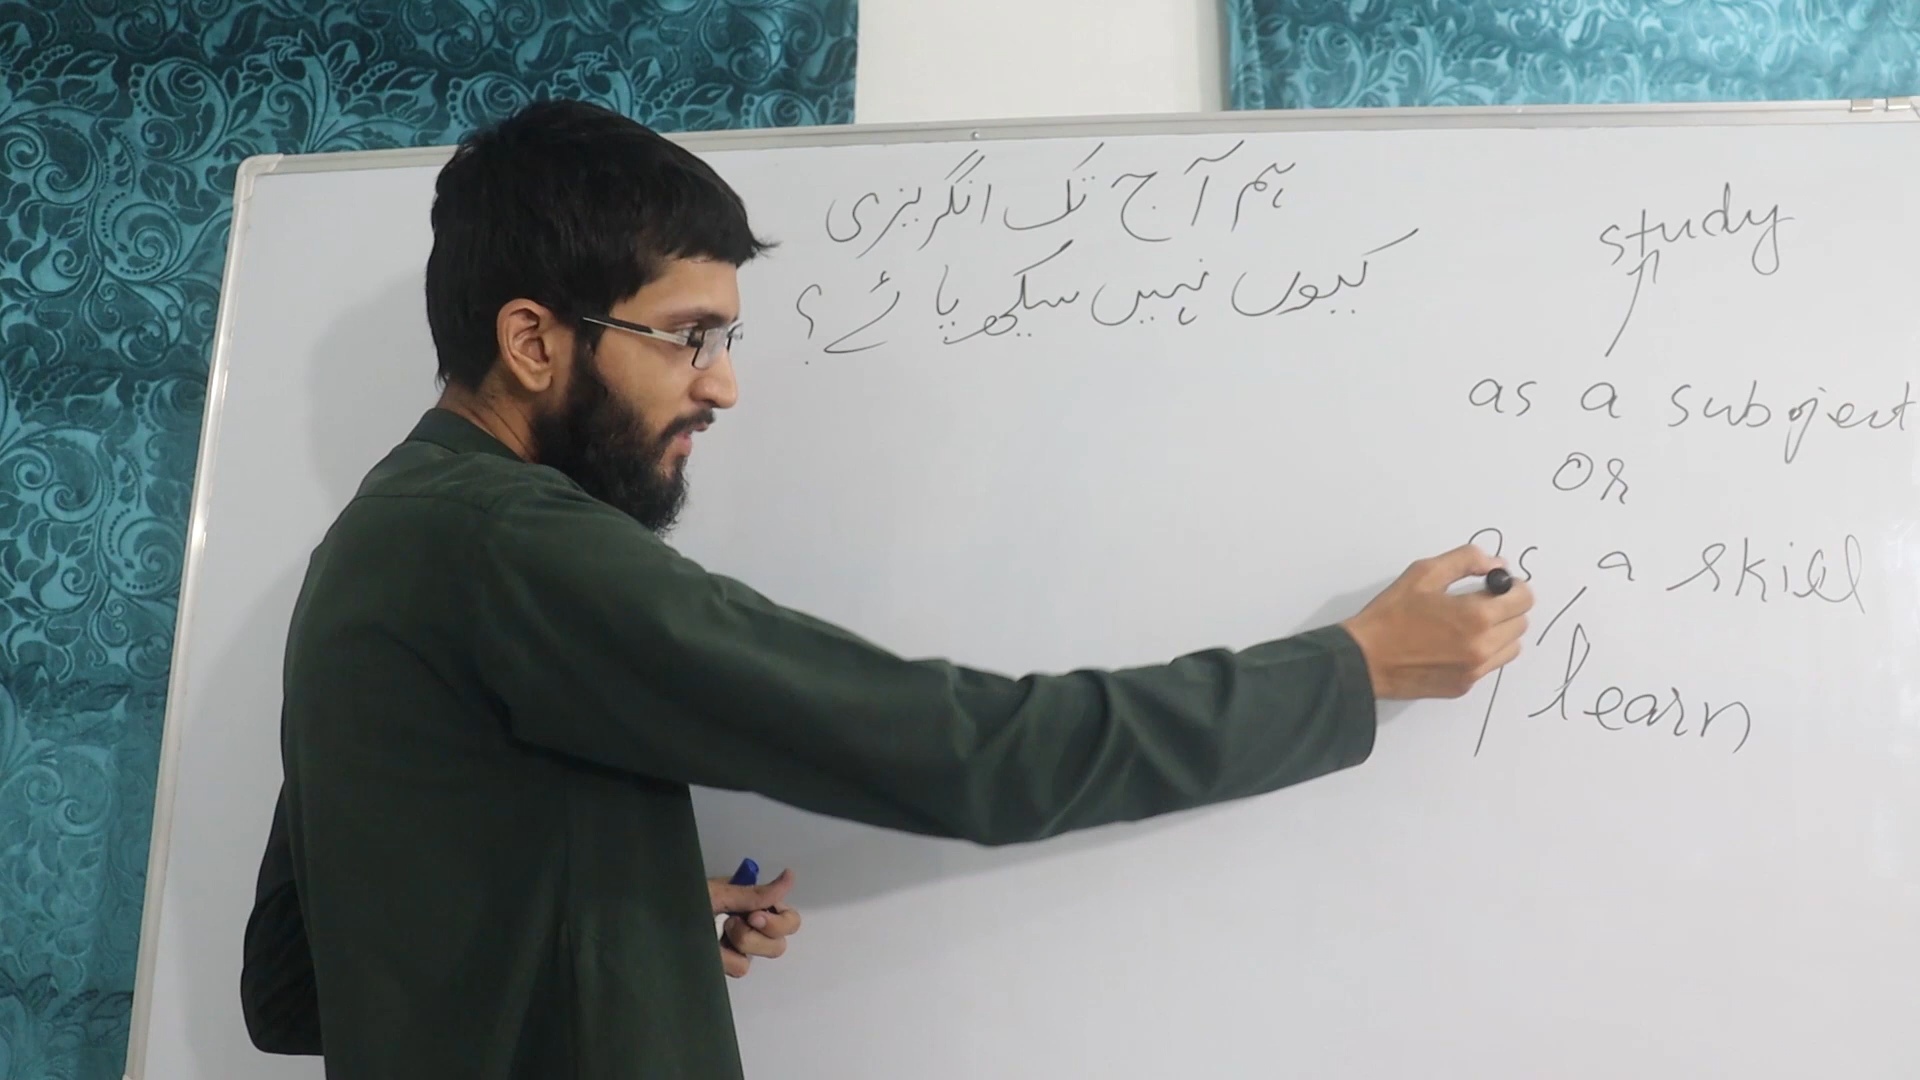 ہم آج تک انگریزی
کیوں نہیں سیکھ پائے؟
study
as a subject
or
as a skill
learn